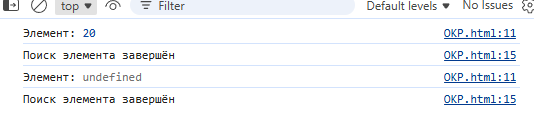 top Filter Default levels No Issues
Элемент: 20 OKP.html:11
Поиск элемента завершён OKP.html:15
Элемент: undefined OKP.html:11
Поиск элемента завершён OKP.html:15